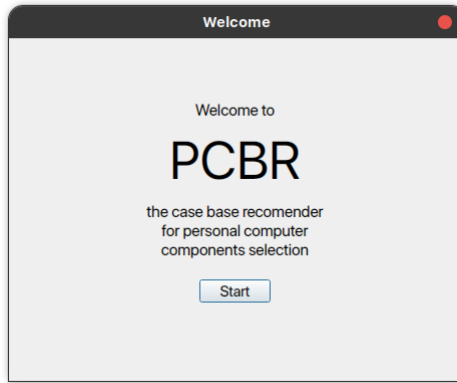 Welcome
Welcome to
PCBR
the case base recomender
for personal computer
components selection
Start